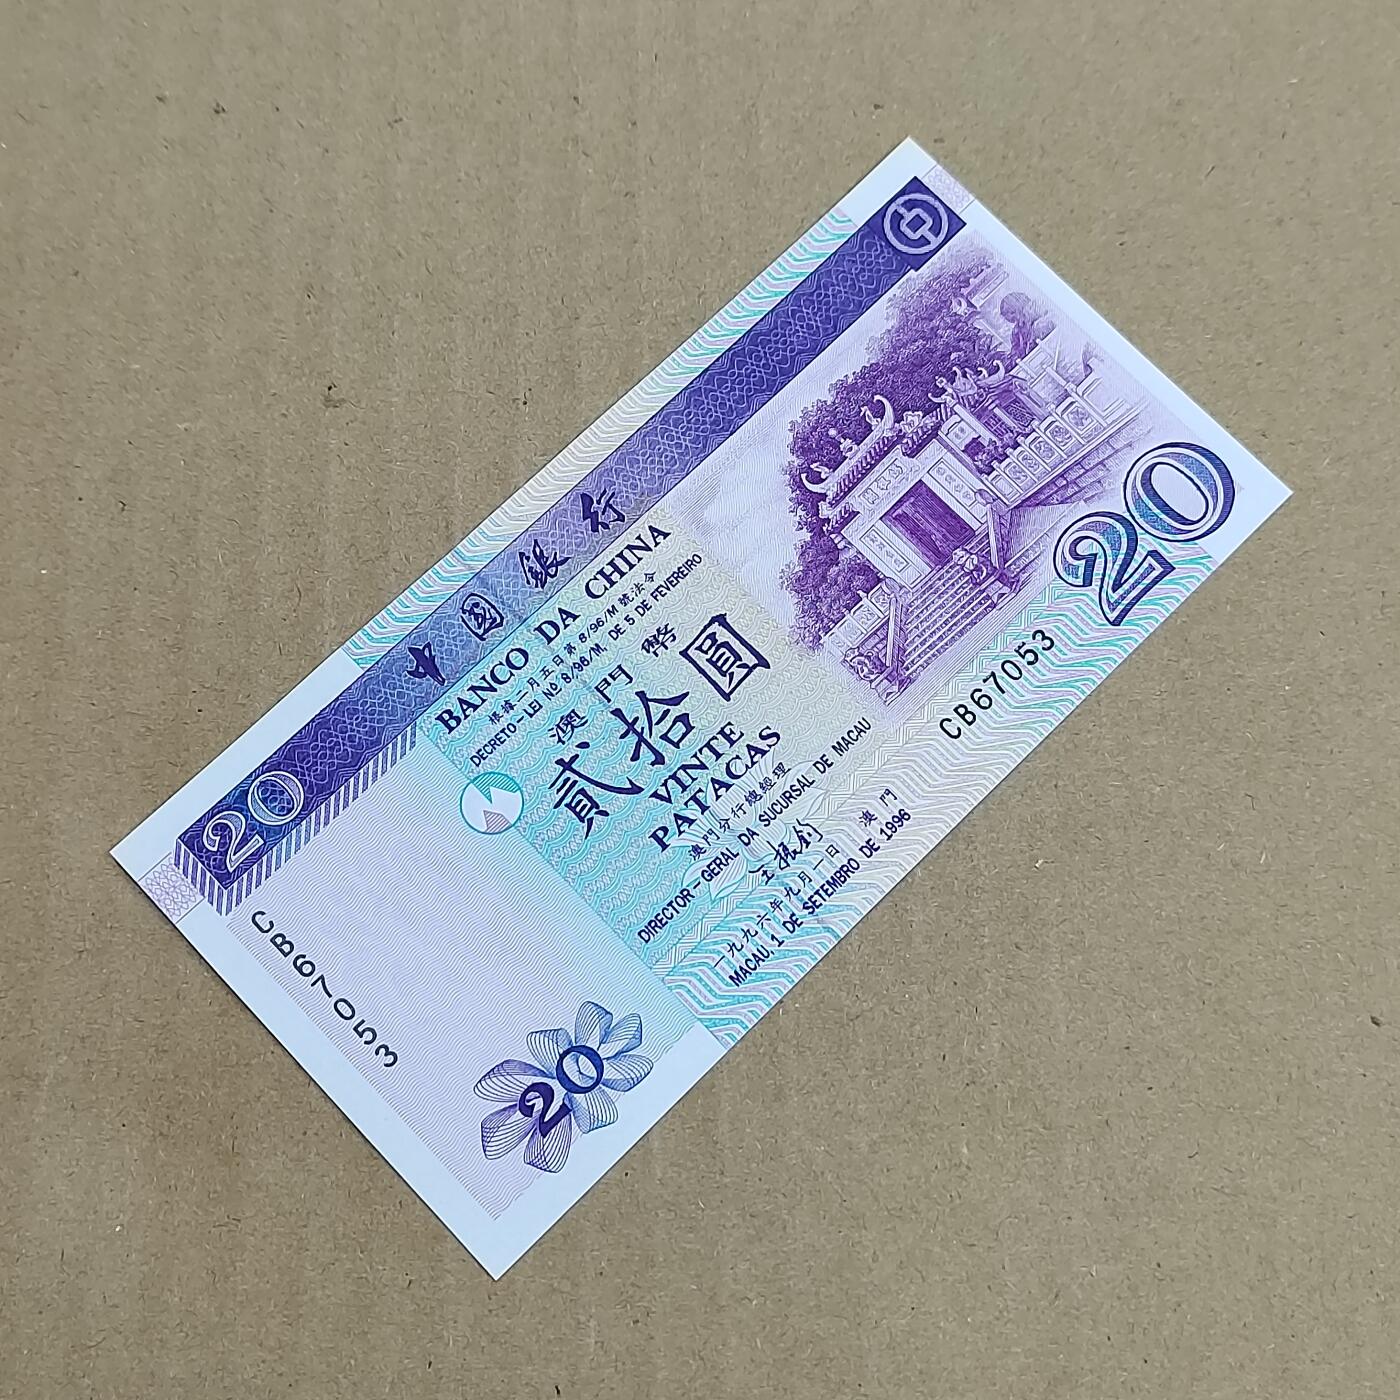 中國銀行
BANCO DA CHINA
根據二月五日第 8/96/M 號法令
DECRETO-LEI Nº 8/96/M, DE 5 DE FEVEREIRO
澳門幣
貳拾圓
VINTE
PATACAS
澳門分行總經理
DIRECTOR-GERAL DA SUCURSAL DE MACAU
王振釗
一九九六年九月一日 澳門
MACAU, 1 DE SETEMBRO DE 1996
20
CB67053
20
CB67053
20